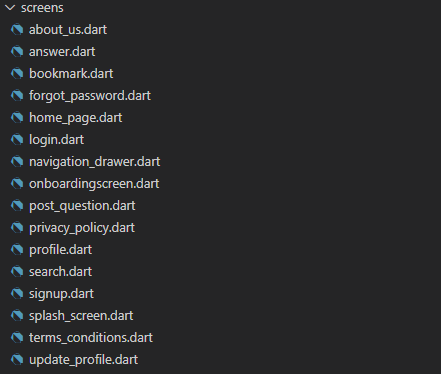 screens
about_us.dart
answer.dart
bookmark.dart
forgot_password.dart
home_page.dart
login.dart
navigation_drawer.dart
onboardingscreen.dart
post_question.dart
privacy_policy.dart
profile.dart
search.dart
signup.dart
splash_screen.dart
terms_conditions.dart
update_profile.dart